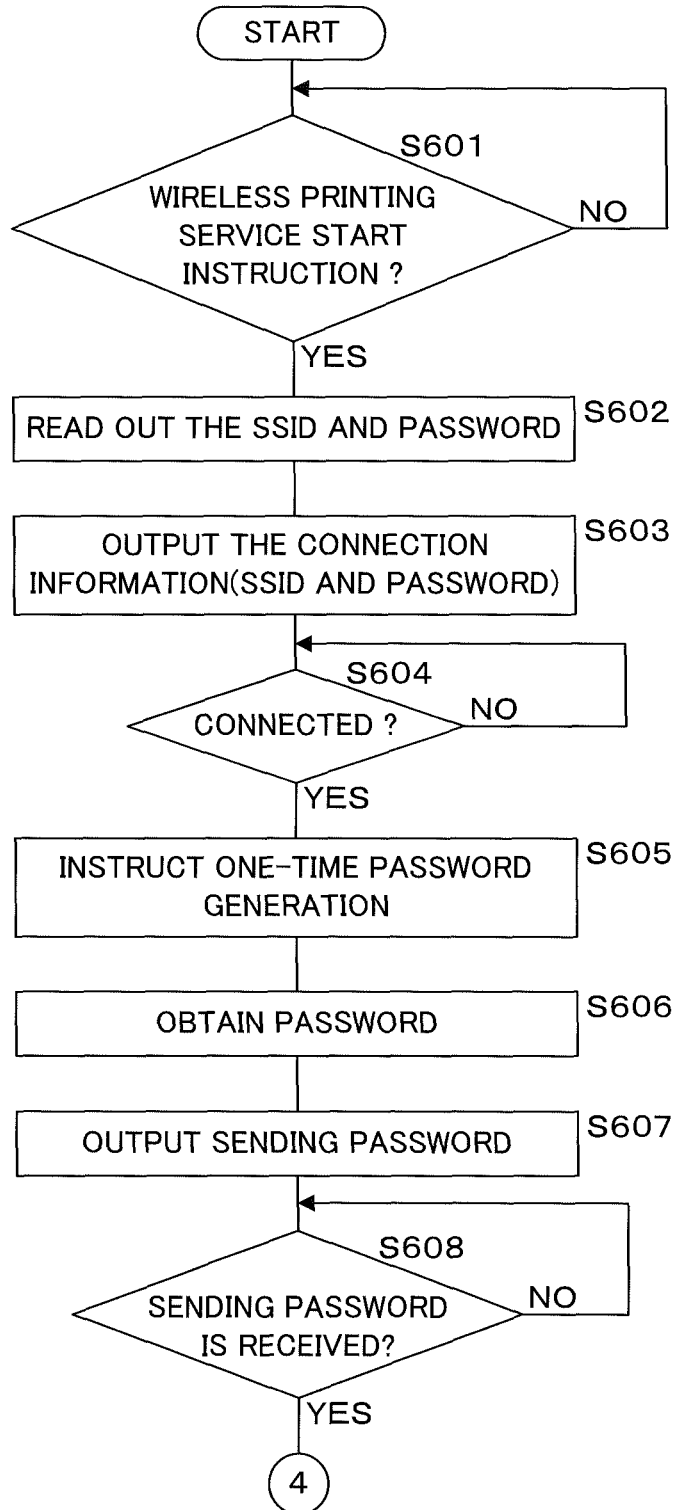 START
S601
WIRELESS PRINTING
SERVICE START
INSTRUCTION ?
NO
YES
READ OUT THE SSID AND PASSWORD
S602
OUTPUT THE CONNECTION
INFORMATION(SSID AND PASSWORD)
S603
S604
CONNECTED ?
NO
YES
INSTRUCT ONE-TIME PASSWORD
GENERATION
S605
OBTAIN PASSWORD
S606
OUTPUT SENDING PASSWORD
S607
S608
SENDING PASSWORD
IS RECEIVED?
NO
YES
4